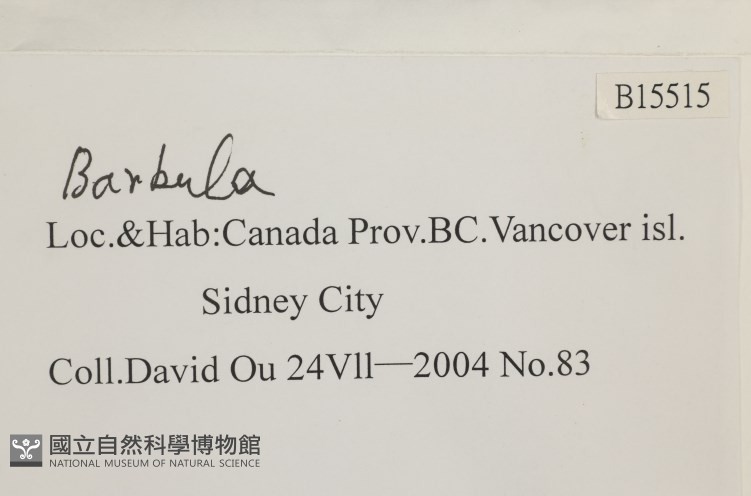 B15515
Barbula
Loc.&Hab:Canada Prov.BC.Vancover isl.
Sidney City
Coll.David Ou 24Vll—2004 No.83
國立自然科學博物館
NATIONAL MUSEUM OF NATURAL SCIENCE